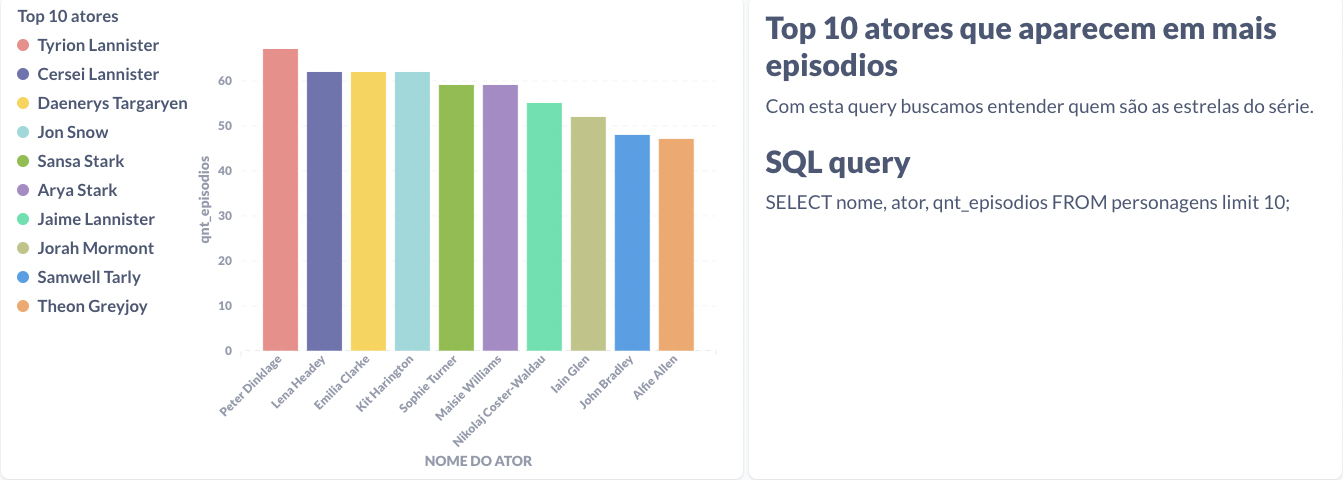 Top 10 atores
Tyrion Lannister
Cersei Lannister
Daenerys Targaryen
Jon Snow
Sansa Stark
Arya Stark
Jaime Lannister
Jorah Mormont
Samwell Tarly
Theon Greyjoy
qnt_episodios
60
50
40
30
20
10
0
Peter Dinklage
Lena Headey
Emilia Clarke
Kit Harington
Sophie Turner
Maisie Williams
Nikolaj Coster-Waldau
Iain Glen
John Bradley
Alfie Allen
NOME DO ATOR
Top 10 atores que aparecem em mais
episodios
Com esta query buscamos entender quem são as estrelas do série.
SQL query
SELECT nome, ator, qnt_episodios FROM personagens limit 10;